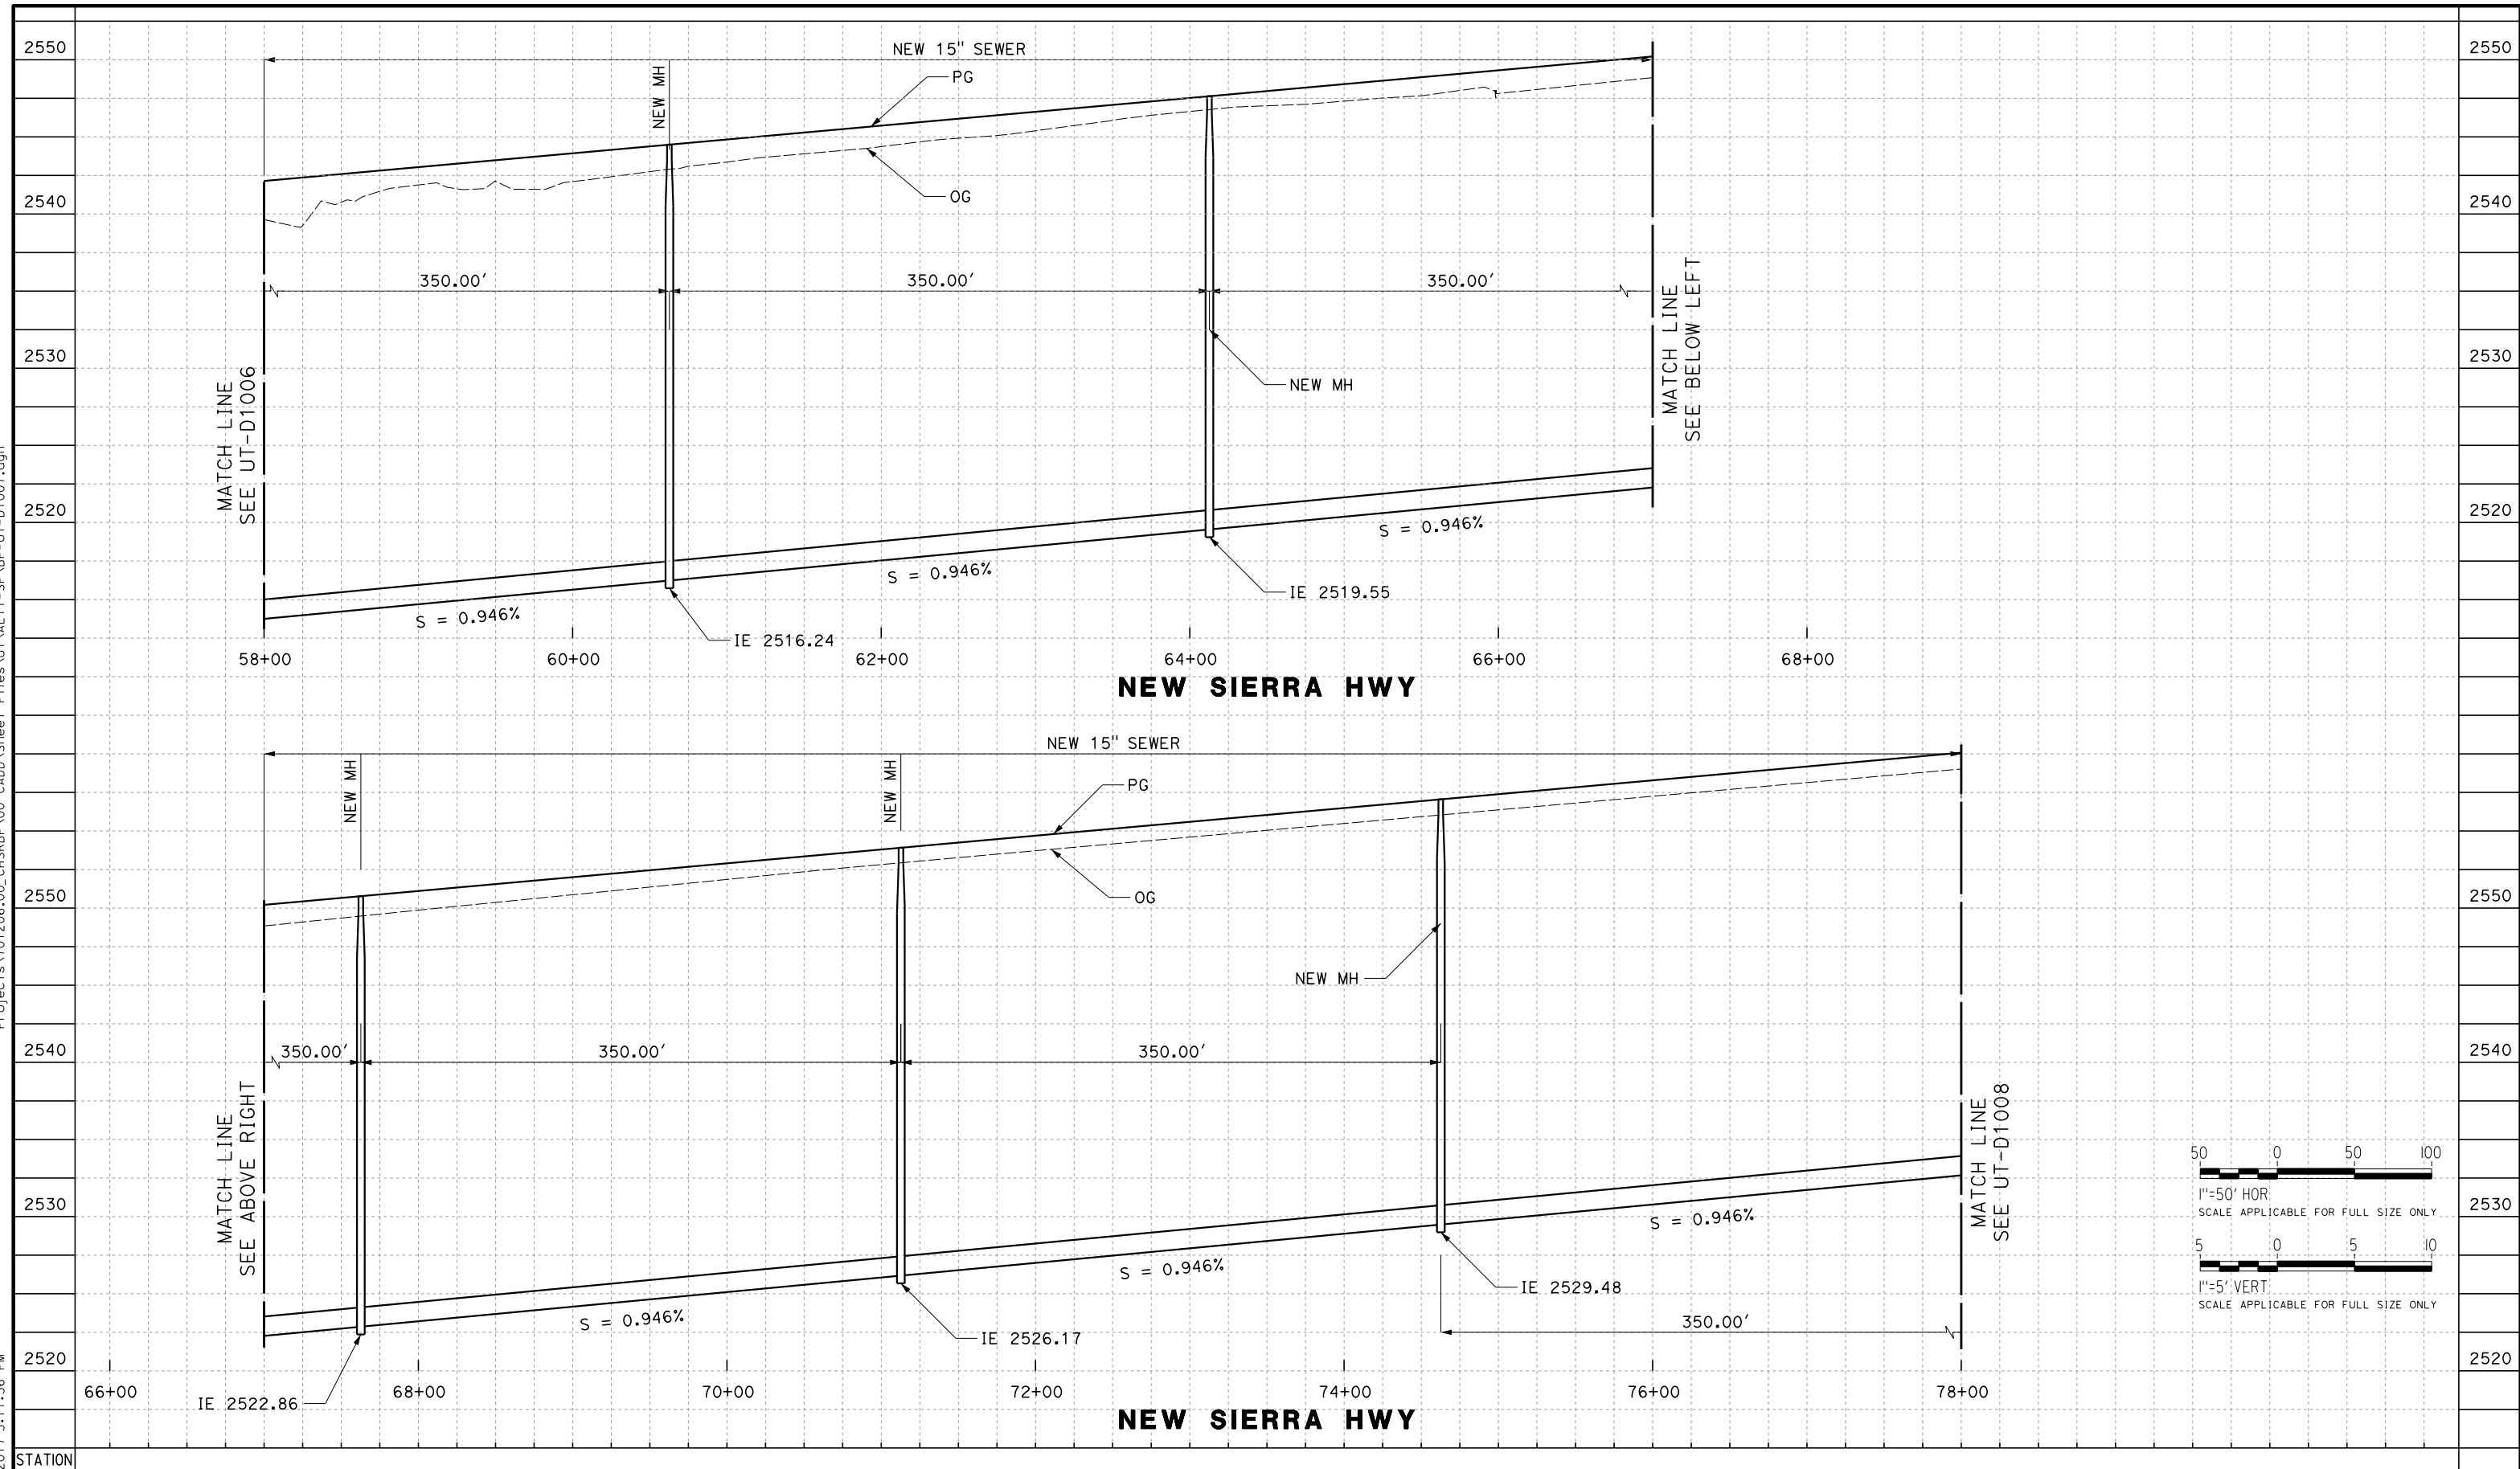 2550
2550
NEW 15" SEWER
NEW MH
PG
OG
2540
2540
350.00'
350.00'
350.00'
2530
2530
NEW MH
MATCH LINE
SEE UT-D1006
MATCH LINE
SEE BELOW LEFT
2520
2520
S = 0.946%
S = 0.946%
S = 0.946%
IE 2519.55
IE 2516.24
58+00
60+00
62+00
64+00
66+00
68+00
NEW SIERRA HWY
NEW 15" SEWER
NEW MH
NEW MH
PG
OG
2550
2550
NEW MH
2540
2540
350.00'
350.00'
350.00'
MATCH LINE
SEE ABOVE RIGHT
MATCH LINE
SEE UT-D1008
2530
2530
S = 0.946%
S = 0.946%
S = 0.946%
IE 2529.48
IE 2526.17
350.00'
2520
2520
IE 2522.86
66+00
68+00
70+00
72+00
74+00
76+00
78+00
NEW SIERRA HWY
50 0 50 100
1"=50' HOR
SCALE APPLICABLE FOR FULL SIZE ONLY
5 0 5 10
1"=5' VERT
SCALE APPLICABLE FOR FULL SIZE ONLY
STATION